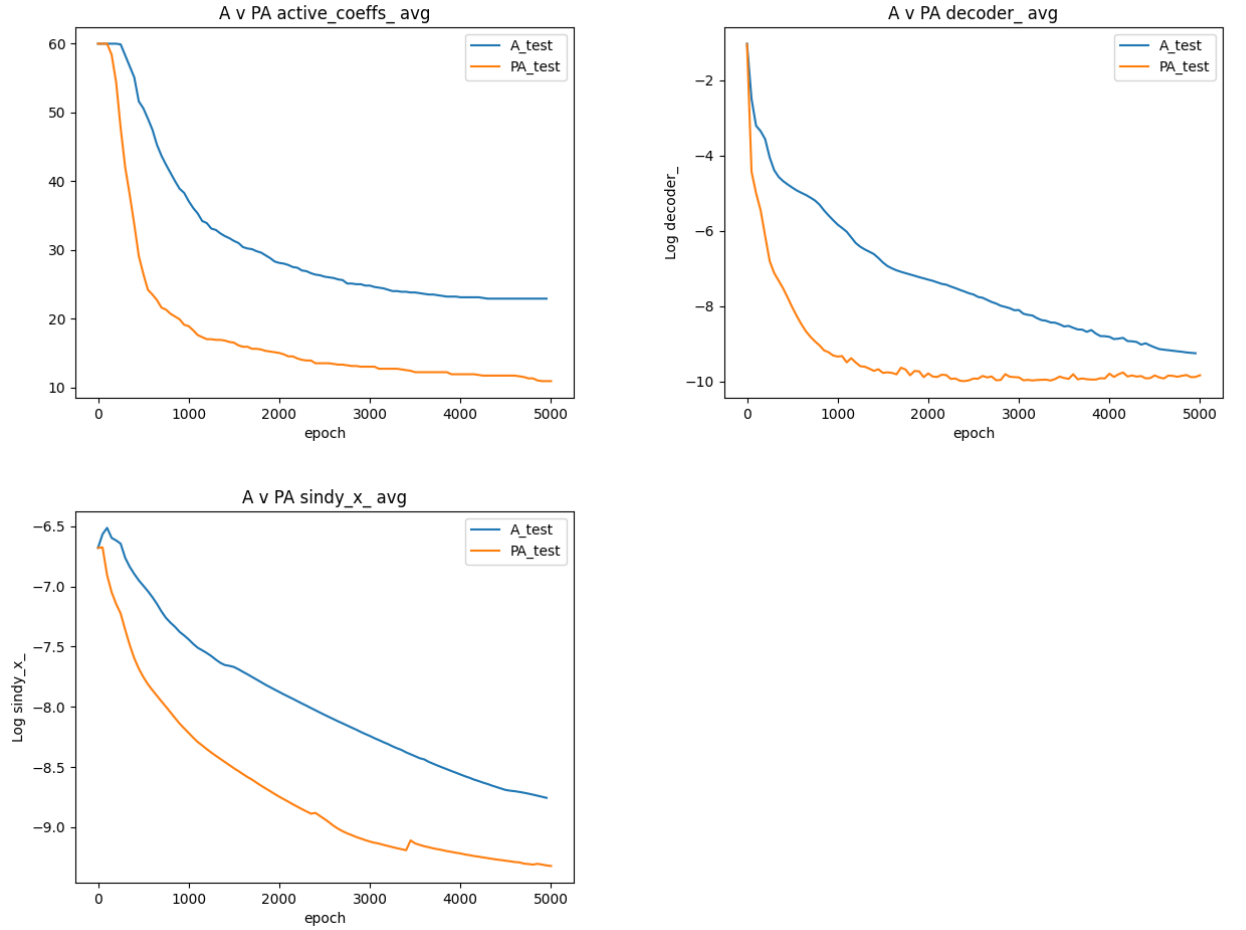 A v PA active_coeffs_ avg
A_test
PA_test
60
50
40
30
20
10
0 1000 2000 3000 4000 5000
epoch
A v PA decoder_ avg
A_test
PA_test
Log decoder_
−2
−4
−6
−8
−10
0 1000 2000 3000 4000 5000
epoch
A v PA sindy_x_ avg
A_test
PA_test
Log sindy_x_
−6.5
−7.0
−7.5
−8.0
−8.5
−9.0
0 1000 2000 3000 4000 5000
epoch